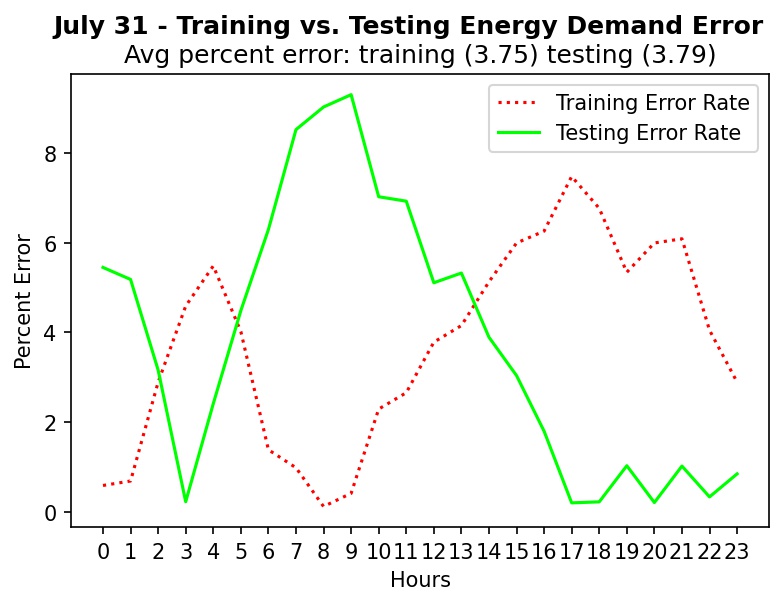 July 31 - Training vs. Testing Energy Demand Error
Avg percent error: training (3.75) testing (3.79)
Training Error Rate
Testing Error Rate
Percent Error
8
6
4
2
0
0 1 2 3 4 5 6 7 8 9 10 11 12 13 14 15 16 17 18 19 20 21 22 23
Hours